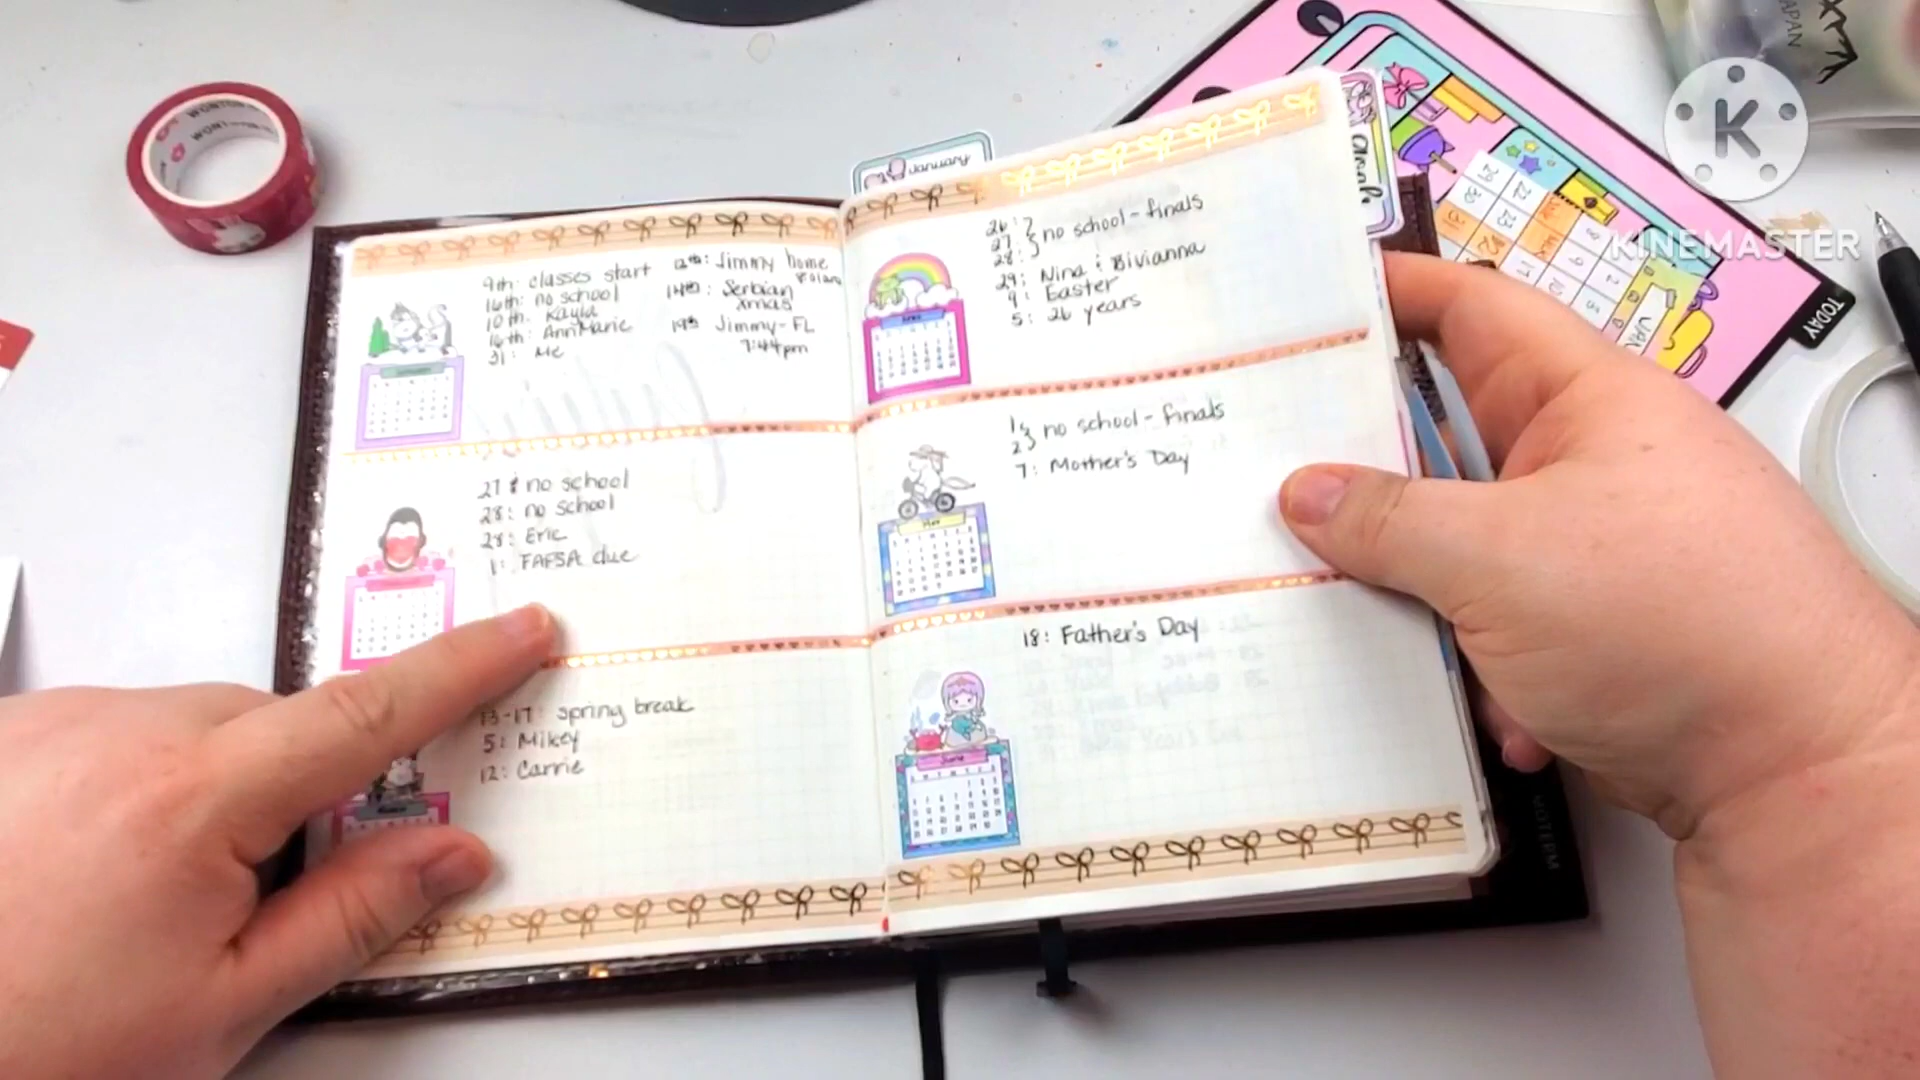 January
9th: classes start
16th: no school
10th: Kayla
16th: AnnMarie
31: Me
12th: Jimmy home
14th: Serbian
xmas
19th Jimmy-FL
7:44pm
27: no school
28: no school
28: Eric
1: FAFSA due
13-17: spring break
5: Mikey
12: Carrie
26:
27:
28:
no school - finals
29: Nina & Bivianna
9: Easter
5: 26 years
1
2
no school - finals
7: Mother's Day
May
18: Father's Day
June
TODAY
JAPAN
K
KINEMASTER